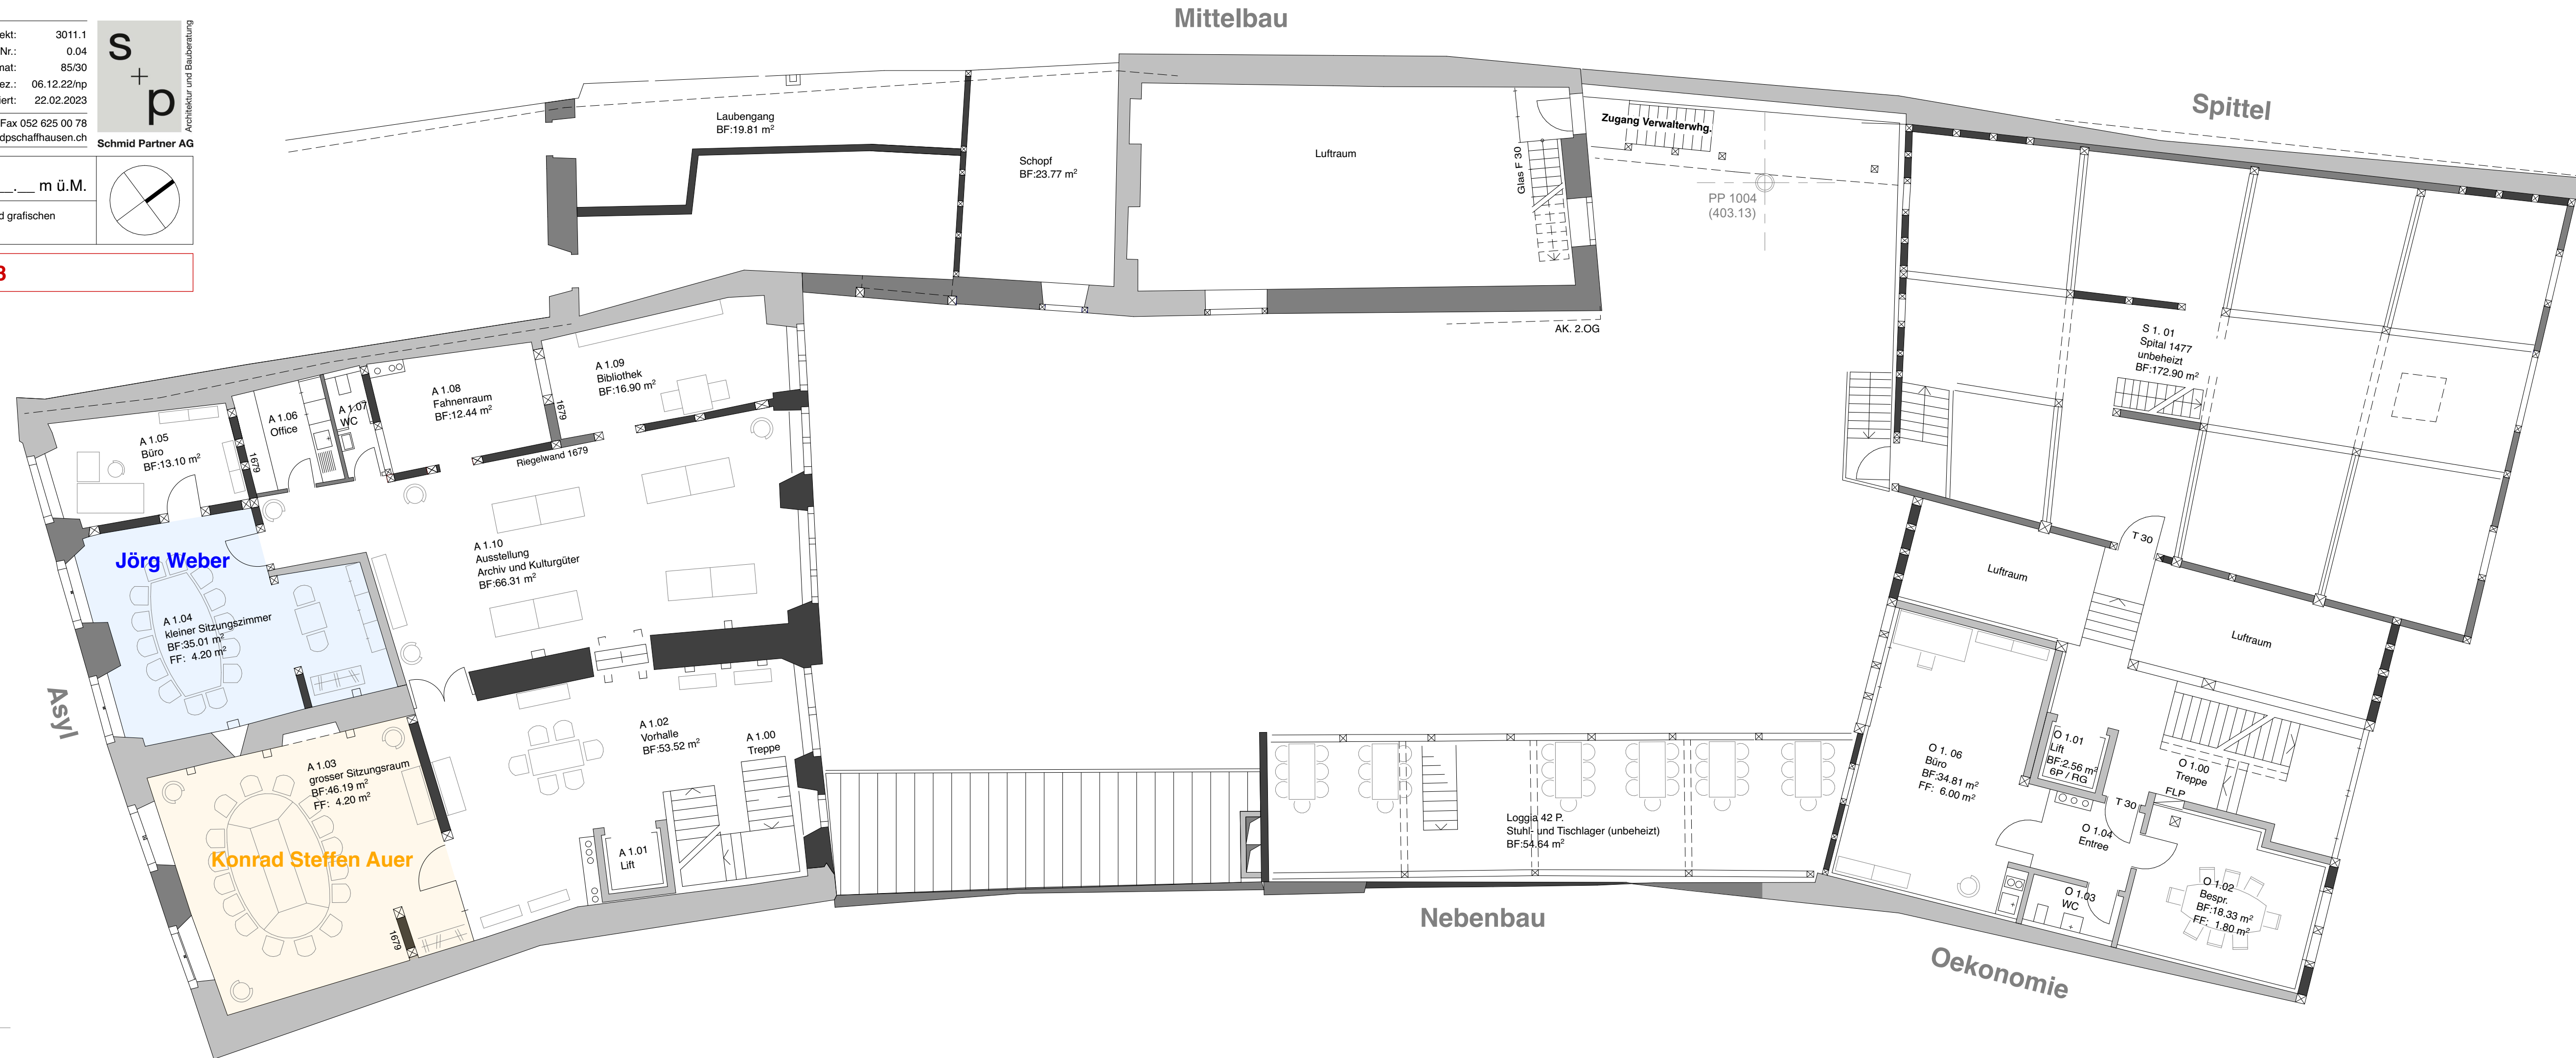 Mittelbau
Spittel
ekt: 3011.1
Nr.: 0.04
mat: 85/30
ez.: 06.12.22/np
iert: 22.02.2023
Fax 052 625 00 78
dpschaffhausen.ch
s
+
p
Architektur und Bauberatung
Schmid Partner AG
__.__ m ü.M.
d grafischen
3
Laubengang
BF:19.81 m²
Schopf
BF:23.77 m²
Luftraum
Glas F 30
Zugang Verwalterwhg.
PP 1004
(403.13)
AK. 2.OG
S 1. 01
Spital 1477
unbeheizt
BF:172.90 m²
A 1.09
Bibliothek
BF:16.90 m²
A 1.08
Fahnenraum
BF:12.44 m²
1679
A 1.07
WC
A 1.06
Office
1679
A 1.05
Büro
BF:13.10 m²
Riegelwand 1679
Jörg Weber
A 1.04
kleiner Sitzungszimmer
BF:35.01 m²
FF: 4.20 m²
A 1.10
Ausstellung
Archiv und Kulturgüter
BF:66.31 m²
Asyl
A 1.03
grosser Sitzungsraum
BF:46.19 m²
FF: 4.20 m²
Konrad Steffen Auer
1679
A 1.02
Vorhalle
BF:53.52 m²
A 1.00
Treppe
A 1.01
Lift
Loggia 42 P.
Stuhl- und Tischlager (unbeheizt)
BF:54.64 m²
Nebenbau
T 30
Luftraum
Luftraum
O 1. 06
Büro
BF:34.81 m²
FF: 6.00 m²
O 1.01
Lift
BF:2.56 m²
6P / RG
O 1.00
Treppe
FLP
T 30
O 1.04
Entree
O 1.03
WC
O 1.02
Bespr.
BF:18.33 m²
FF: 1.80 m²
Oekonomie